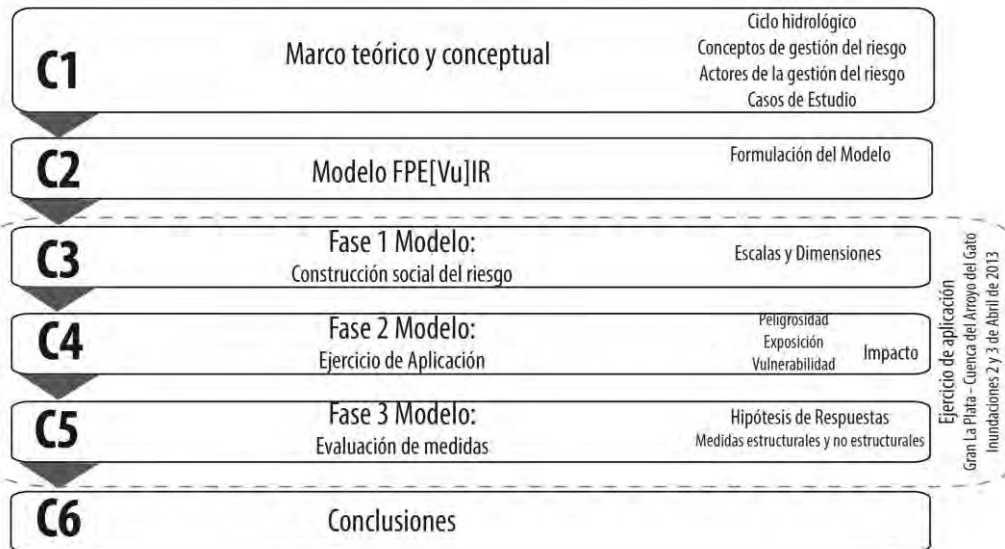 C1
Marco teórico y conceptual
Ciclo hidrológico
Conceptos de gestión del riesgo
Actores de la gestión del riesgo
Casos de Estudio
C2
Modelo FPE[Vu]IR
Formulación del Modelo
C3
Fase 1 Modelo:
Construcción social del riesgo
Escalas y Dimensiones
C4
Fase 2 Modelo:
Ejercicio de Aplicación
Peligrosidad
Exposición
Vulnerabilidad
Impacto
C5
Fase 3 Modelo:
Evaluación de medidas
Hipótesis de Respuestas
Medidas estructurales y no estructurales
Ejercicio de aplicación
Gran La Plata - Cuenca del Arroyo del Gato
Inundaciones 2 y 3 de Abril de 2013
C6
Conclusiones